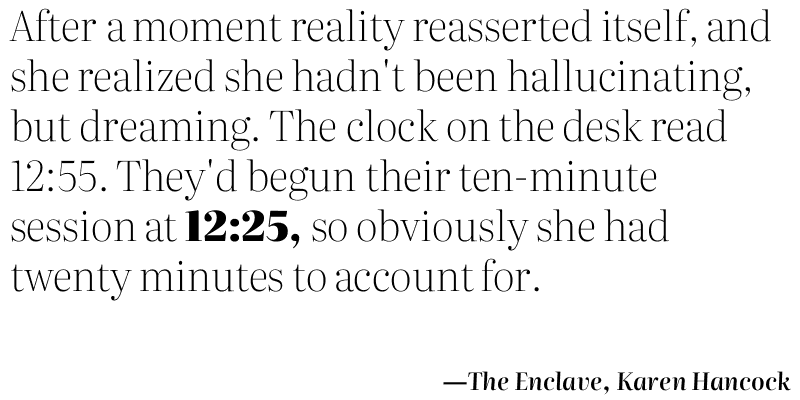 After a moment reality reasserted itself, and
she realized she hadn't been hallucinating,
but dreaming. The clock on the desk read
12:55. They'd begun their ten-minute
session at 12:25, so obviously she had
twenty minutes to account for.
—The Enclave, Karen Hancock